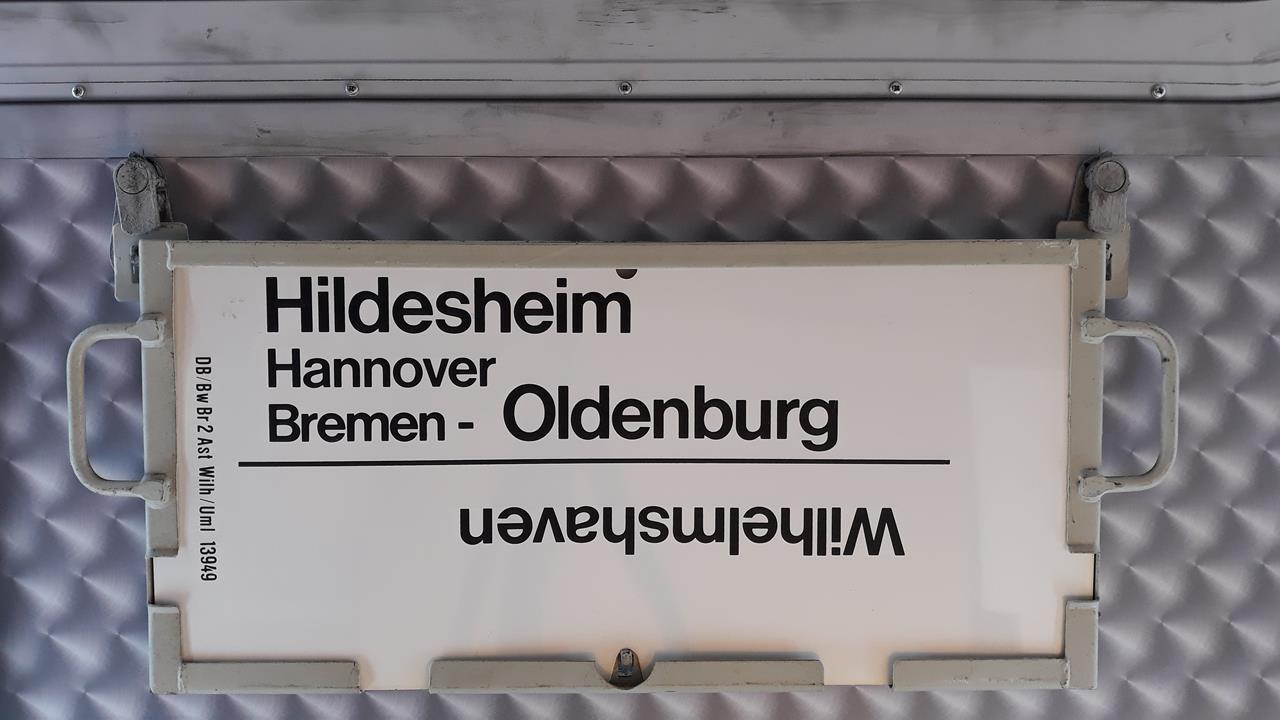 Hildesheim
Hannover
Bremen - Oldenburg
Wilhelmshaven
DB/Bw Br 2 Ast Wilh/Uml 13949